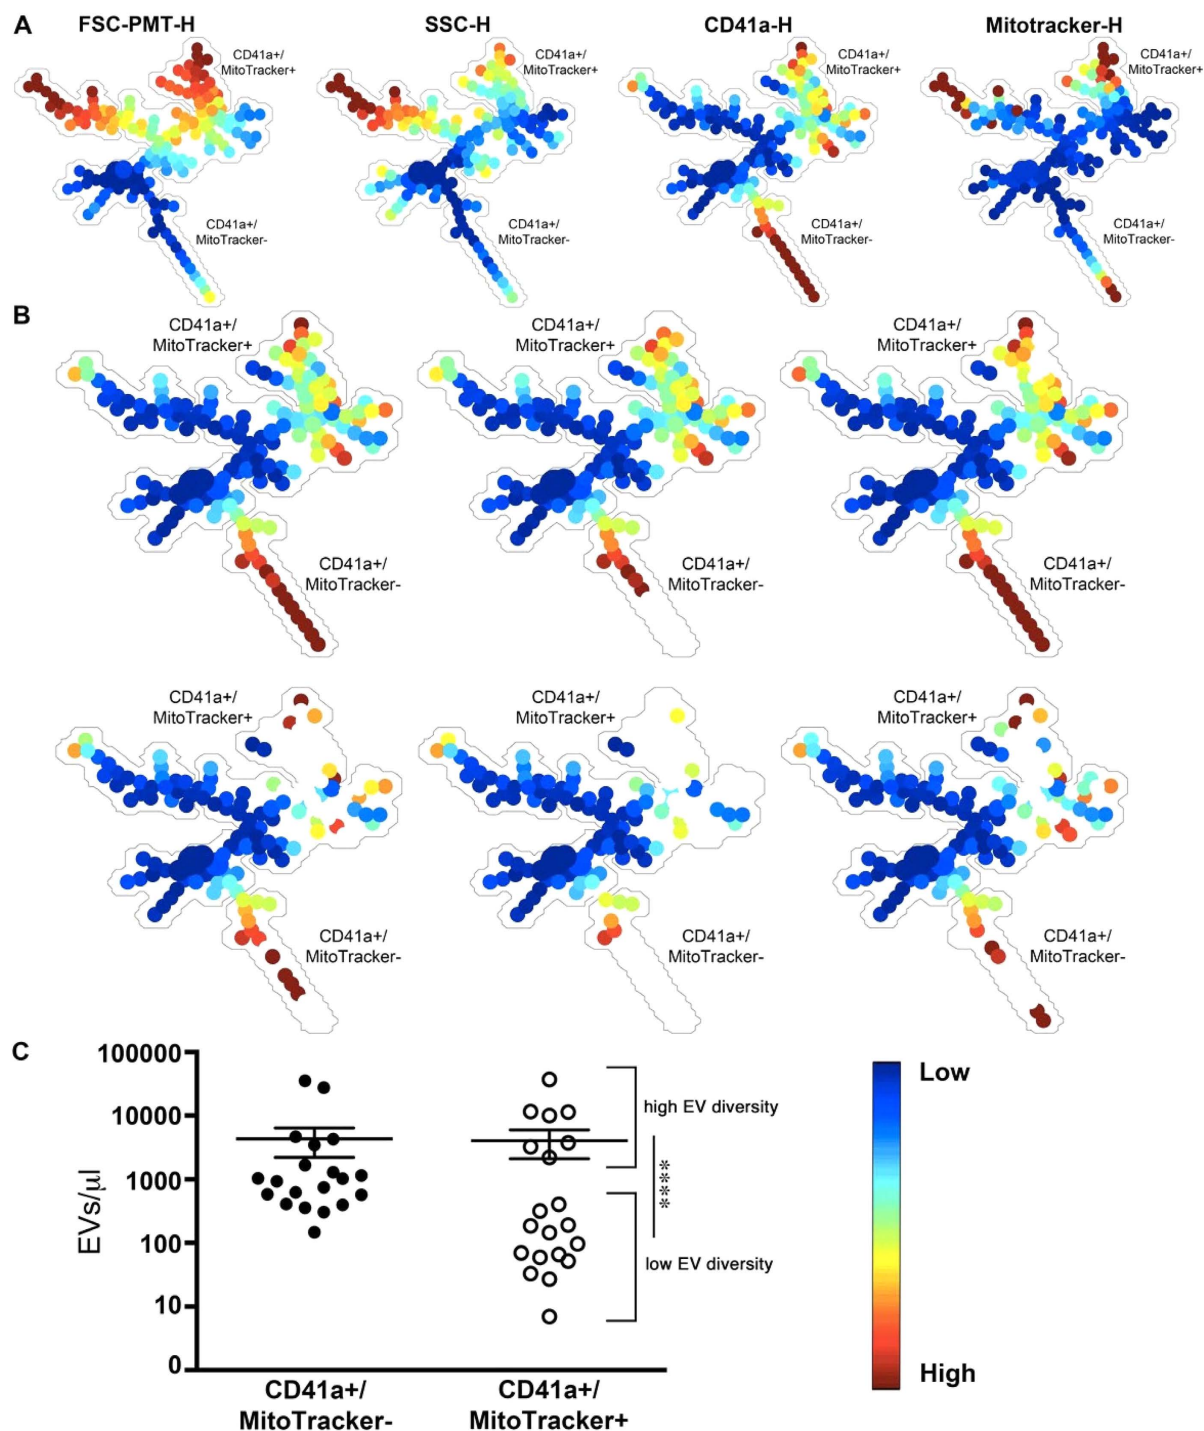 A
FSC-PMT-H
SSC-H
CD41a-H
Mitotracker-H
CD41a+/
MitoTracker+
CD41a+/
MitoTracker+
CD41a+/
MitoTracker+
CD41a+/
MitoTracker+
CD41a+/
MitoTracker-
CD41a+/
MitoTracker-
CD41a+/
MitoTracker-
CD41a+/
MitoTracker-
B
CD41a+/
MitoTracker+
CD41a+/
MitoTracker+
CD41a+/
MitoTracker+
CD41a+/
MitoTracker-
CD41a+/
MitoTracker-
CD41a+/
MitoTracker-
CD41a+/
MitoTracker+
CD41a+/
MitoTracker+
CD41a+/
MitoTracker+
CD41a+/
MitoTracker-
CD41a+/
MitoTracker-
CD41a+/
MitoTracker-
C
EVs/µl
100000
10000
1000
100
10
0
high EV diversity
****
low EV diversity
CD41a+/
MitoTracker-
CD41a+/
MitoTracker+
Low
High